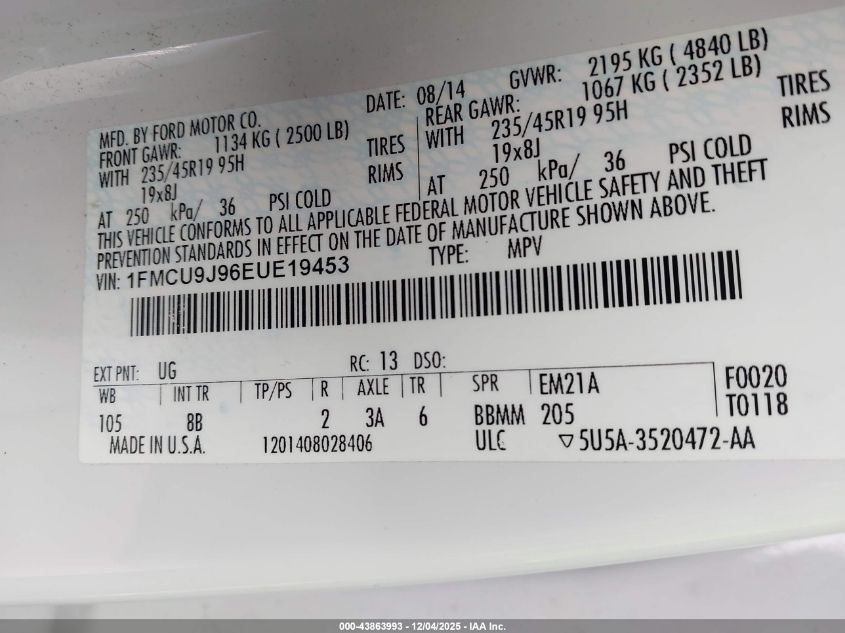 MFD. BY FORD MOTOR CO.
DATE: 08/14 GVWR: 2195 KG ( 4840 LB)
FRONT GAWR: 1134 KG ( 2500 LB)
REAR GAWR: 1067 KG ( 2352 LB)
WITH 235/45R19 95H TIRES
WITH 235/45R19 95H TIRES
19x8J RIMS
19x8J RIMS
AT 250 kPa/ 36 PSI COLD
AT 250 kPa/ 36 PSI COLD
THIS VEHICLE CONFORMS TO ALL APPLICABLE FEDERAL MOTOR VEHICLE SAFETY AND THEFT
PREVENTION STANDARDS IN EFFECT ON THE DATE OF MANUFACTURE SHOWN ABOVE.
VIN: 1FMCU9J96EUE19453 TYPE: MPV
EXT PNT: UG RC: 13 DSO:
WB INT TR TP/PS R AXLE TR SPR EM21A F0020
105 8B 2 3A 6 BBMM 205 T0118
MADE IN U.S.A. 1201408028406 ULC ▽5U5A-3520472-AA
000-43863993 - 12/04/2025 - IAA Inc.